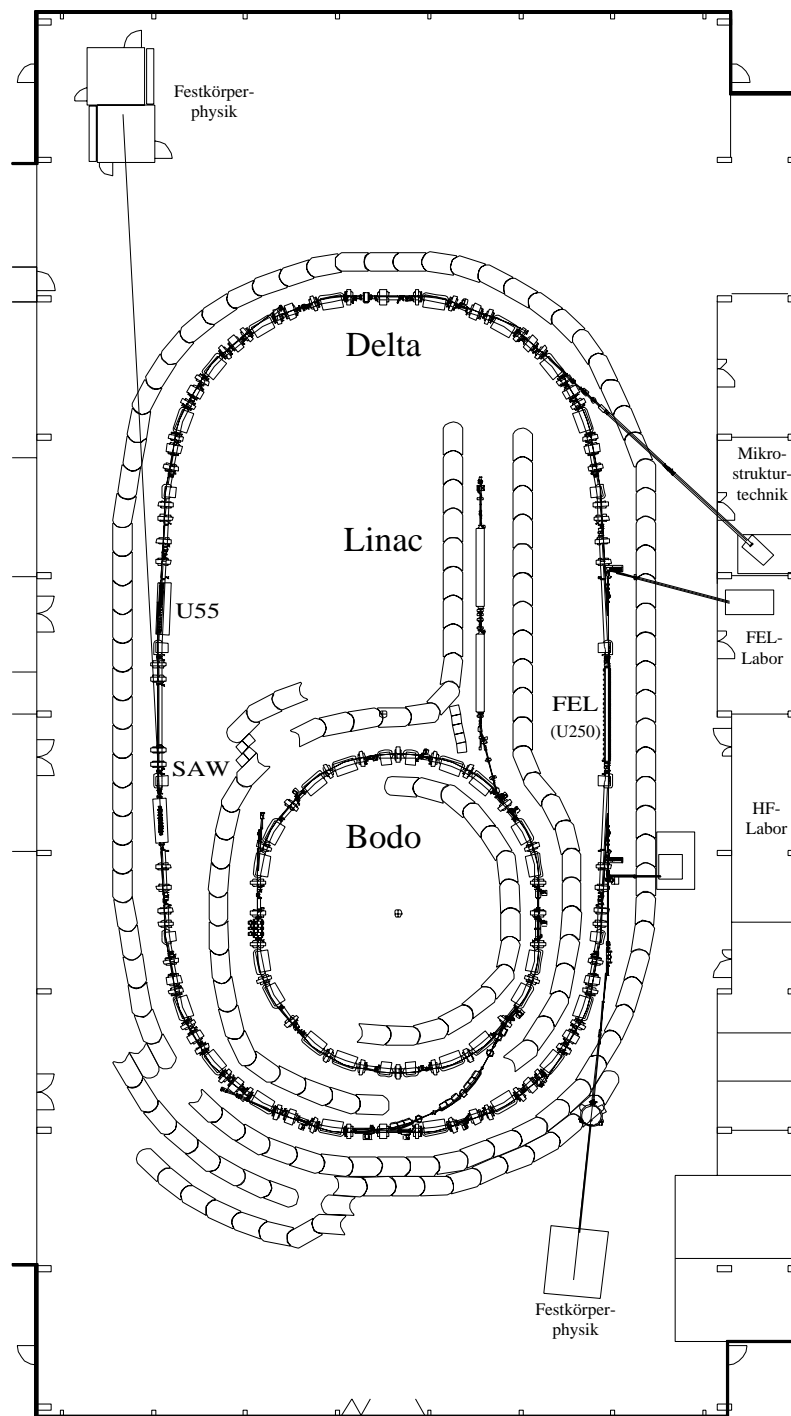 Festkörper-
physik
Delta
Mikro-
struktur-
technik
Linac
U55
FEL-
Labor
FEL
(U250)
SAW
HF-
Labor
Bodo
Festkörper-
physik